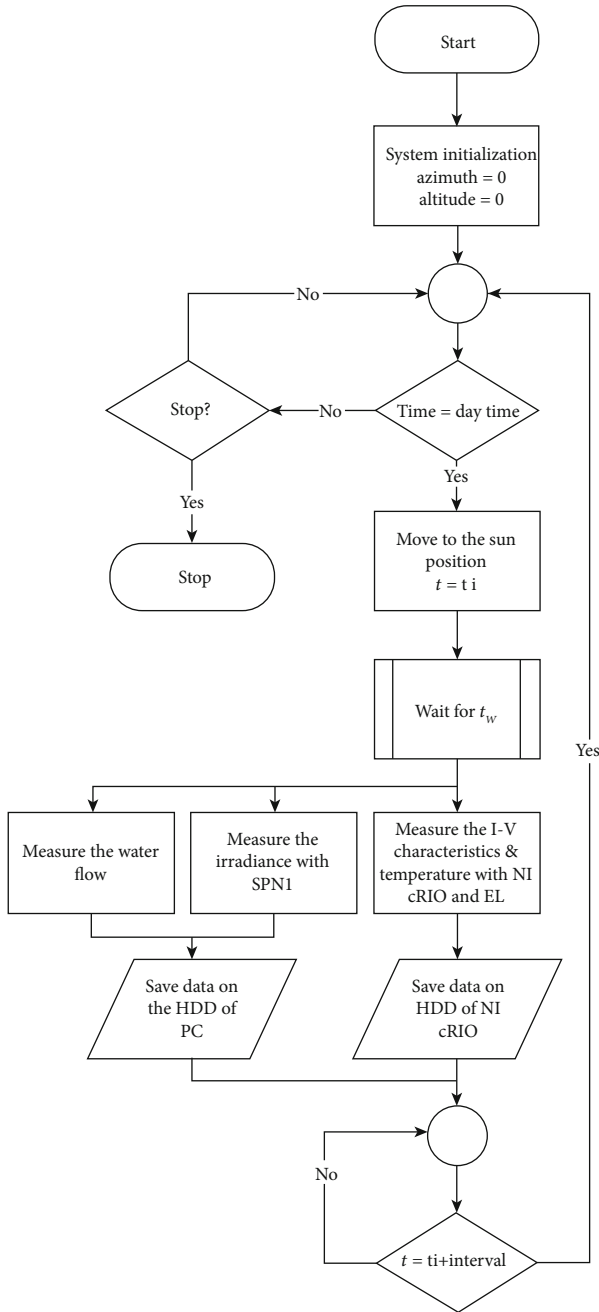 Start
System initialization
azimuth = 0
altitude = 0
No
Stop?
No
Time = day time
Yes
Yes
Stop
Move to the sun
position
t = t i
Wait for t_w
Yes
Measure the water
flow
Measure the
irradiance with
SPN1
Measure the I-V
characteristics &
temperature with NI
cRIO and EL
Save data on
the HDD of
PC
Save data on
HDD of NI
cRIO
No
t = ti+interval